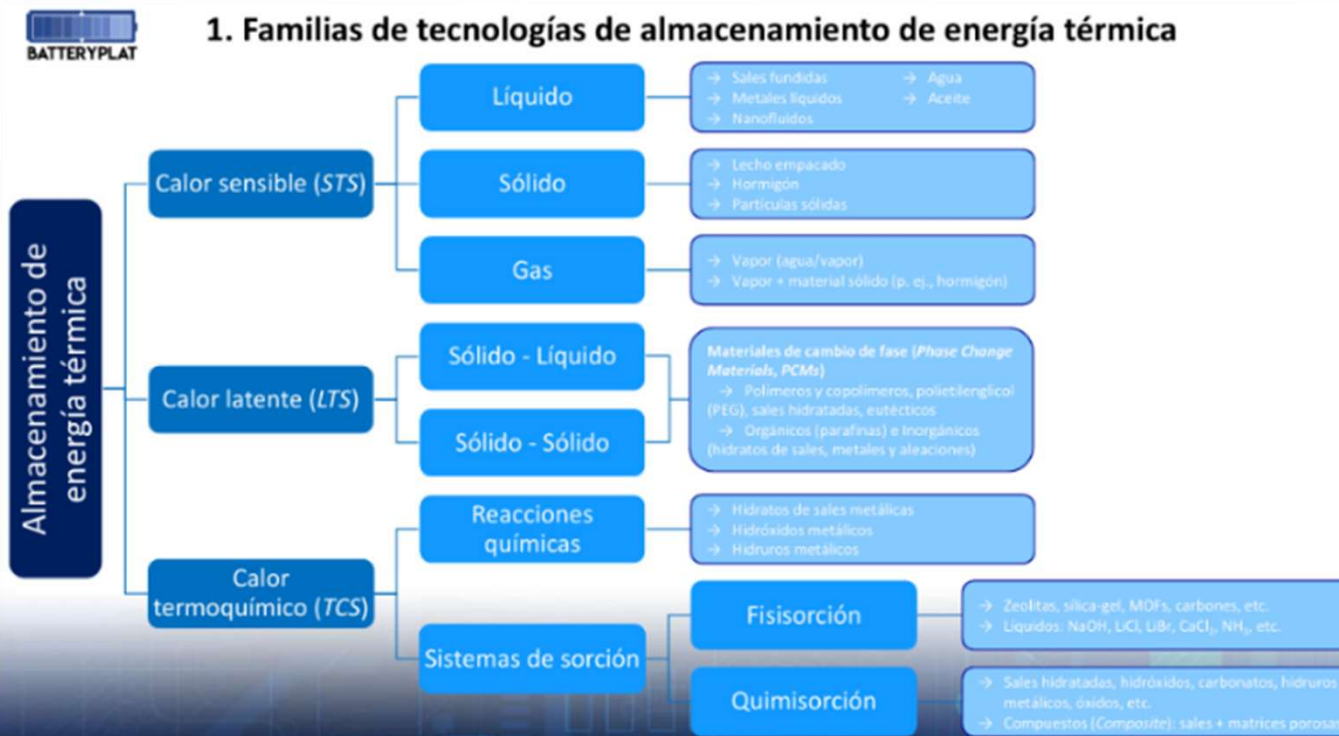 BATTERYPLAT
1. Familias de tecnologías de almacenamiento de energía térmica
Almacenamiento de
energía térmica
Calor sensible (STS)
Líquido
→ Sales fundidas
→ Metales líquidos
→ Nanofluidos
→ Agua
→ Aceite
Sólido
→ Lecho empacado
→ Hormigón
→ Partículas sólidas
Gas
→ Vapor (agua/vapor)
→ Vapor + material sólido (p. ej., hormigón)
Calor latente (LTS)
Sólido - Líquido
Sólido - Sólido
Materiales de cambio de fase (Phase Change
Materials, PCMs)
→ Polímeros y copolímeros, polietilenglicol
(PEG), sales hidratadas, eutécticos
→ Orgánicos (parafinas) e Inorgánicos
(hidratos de sales, metales y aleaciones)
Calor
termoquímico (TCS)
Reacciones
químicas
→ Hidratos de sales metálicas
→ Hidróxidos metálicos
→ Hidruros metálicos
Sistemas de sorción
Fisisorción
→ Zeolitas, sílica-gel, MOFs, carbones, etc.
→ Líquidos: NaOH, LiCl, LiBr, CaCl₂, NH₃, etc.
Quimisorción
→ Sales hidratadas, hidróxidos, carbonatos, hidruros
metálicos, óxidos, etc.
→ Compuestos (Composite): sales + matrices porosas